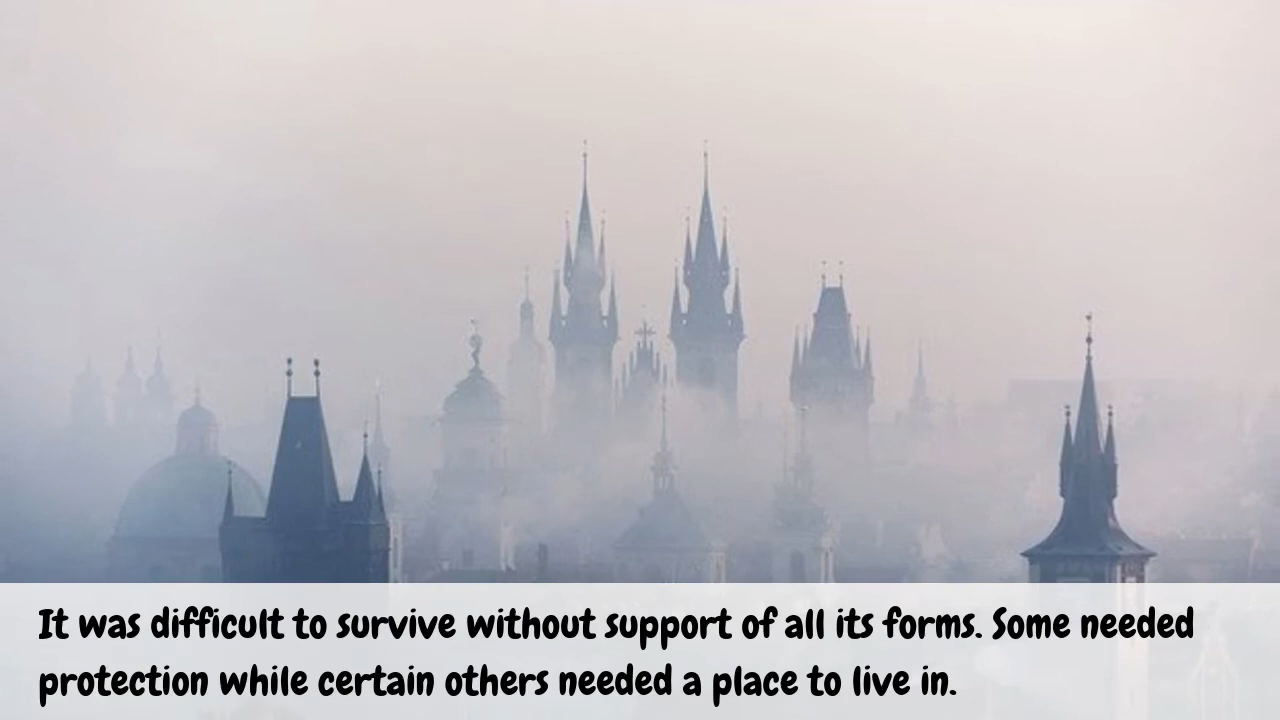 It was difficult to survive without support of all its forms. Some needed
protection while certain others needed a place to live in.